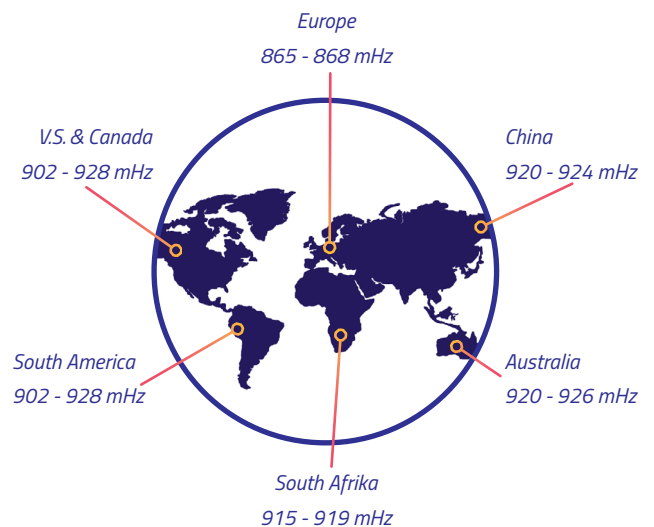 Europe
865 - 868 mHz
V.S. & Canada
902 - 928 mHz
China
920 - 924 mHz
South America
902 - 928 mHz
Australia
920 - 926 mHz
South Afrika
915 - 919 mHz